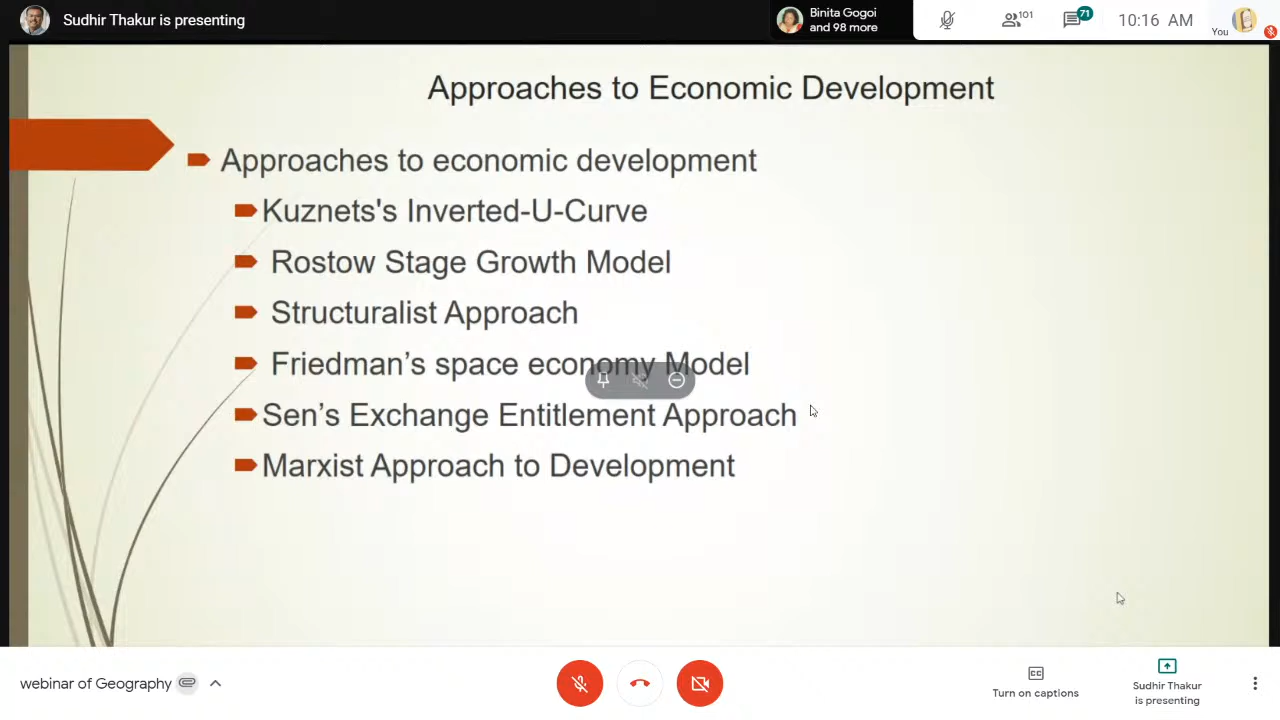 Sudhir Thakur is presenting
Binita Gogoi
and 98 more
101
71
10:16 AM
You
Approaches to Economic Development
Approaches to economic development
Kuznets's Inverted-U-Curve
Rostow Stage Growth Model
Structuralist Approach
Friedman’s space economy Model
Sen’s Exchange Entitlement Approach
Marxist Approach to Development
webinar of Geography
CC
Turn on captions
Sudhir Thakur
is presenting